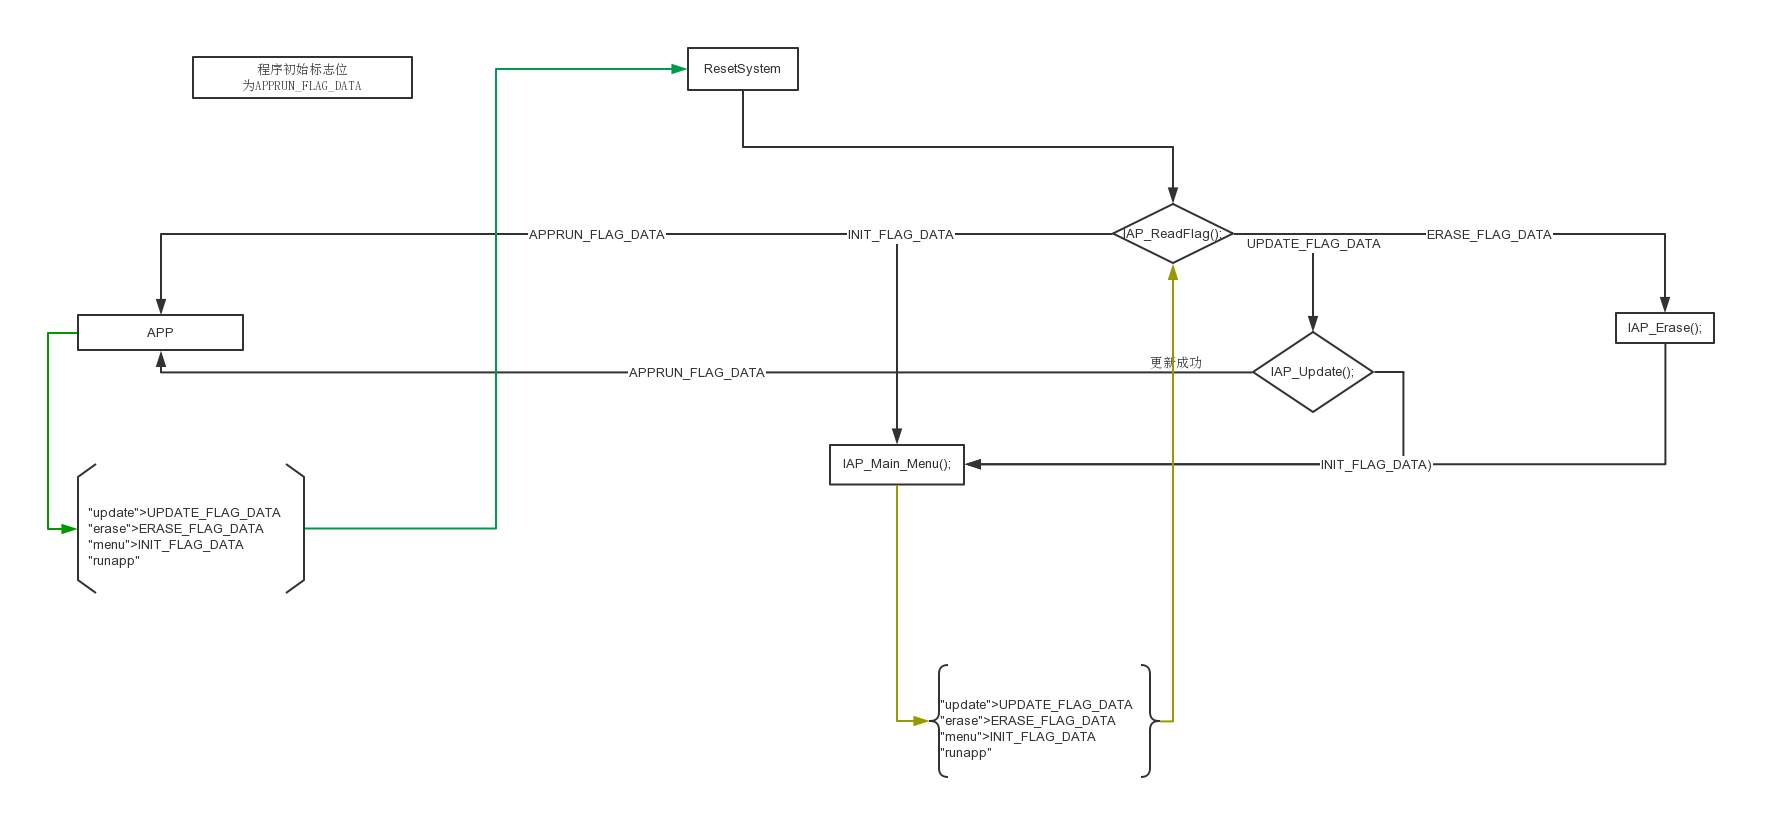 程序初始标志位
为APPRUN_FLAG_DATA
ResetSystem
APPRUN_FLAG_DATA
INIT_FLAG_DATA
IAP_ReadFlag();
UPDATE_FLAG_DATA
ERASE_FLAG_DATA
APP
IAP_Erase();
更新成功
APPRUN_FLAG_DATA
IAP_Update();
IAP_Main_Menu();
INIT_FLAG_DATA)
"update">UPDATE_FLAG_DATA
"erase">ERASE_FLAG_DATA
"menu">INIT_FLAG_DATA
"runapp"
"update">UPDATE_FLAG_DATA
"erase">ERASE_FLAG_DATA
"menu">INIT_FLAG_DATA
"runapp"